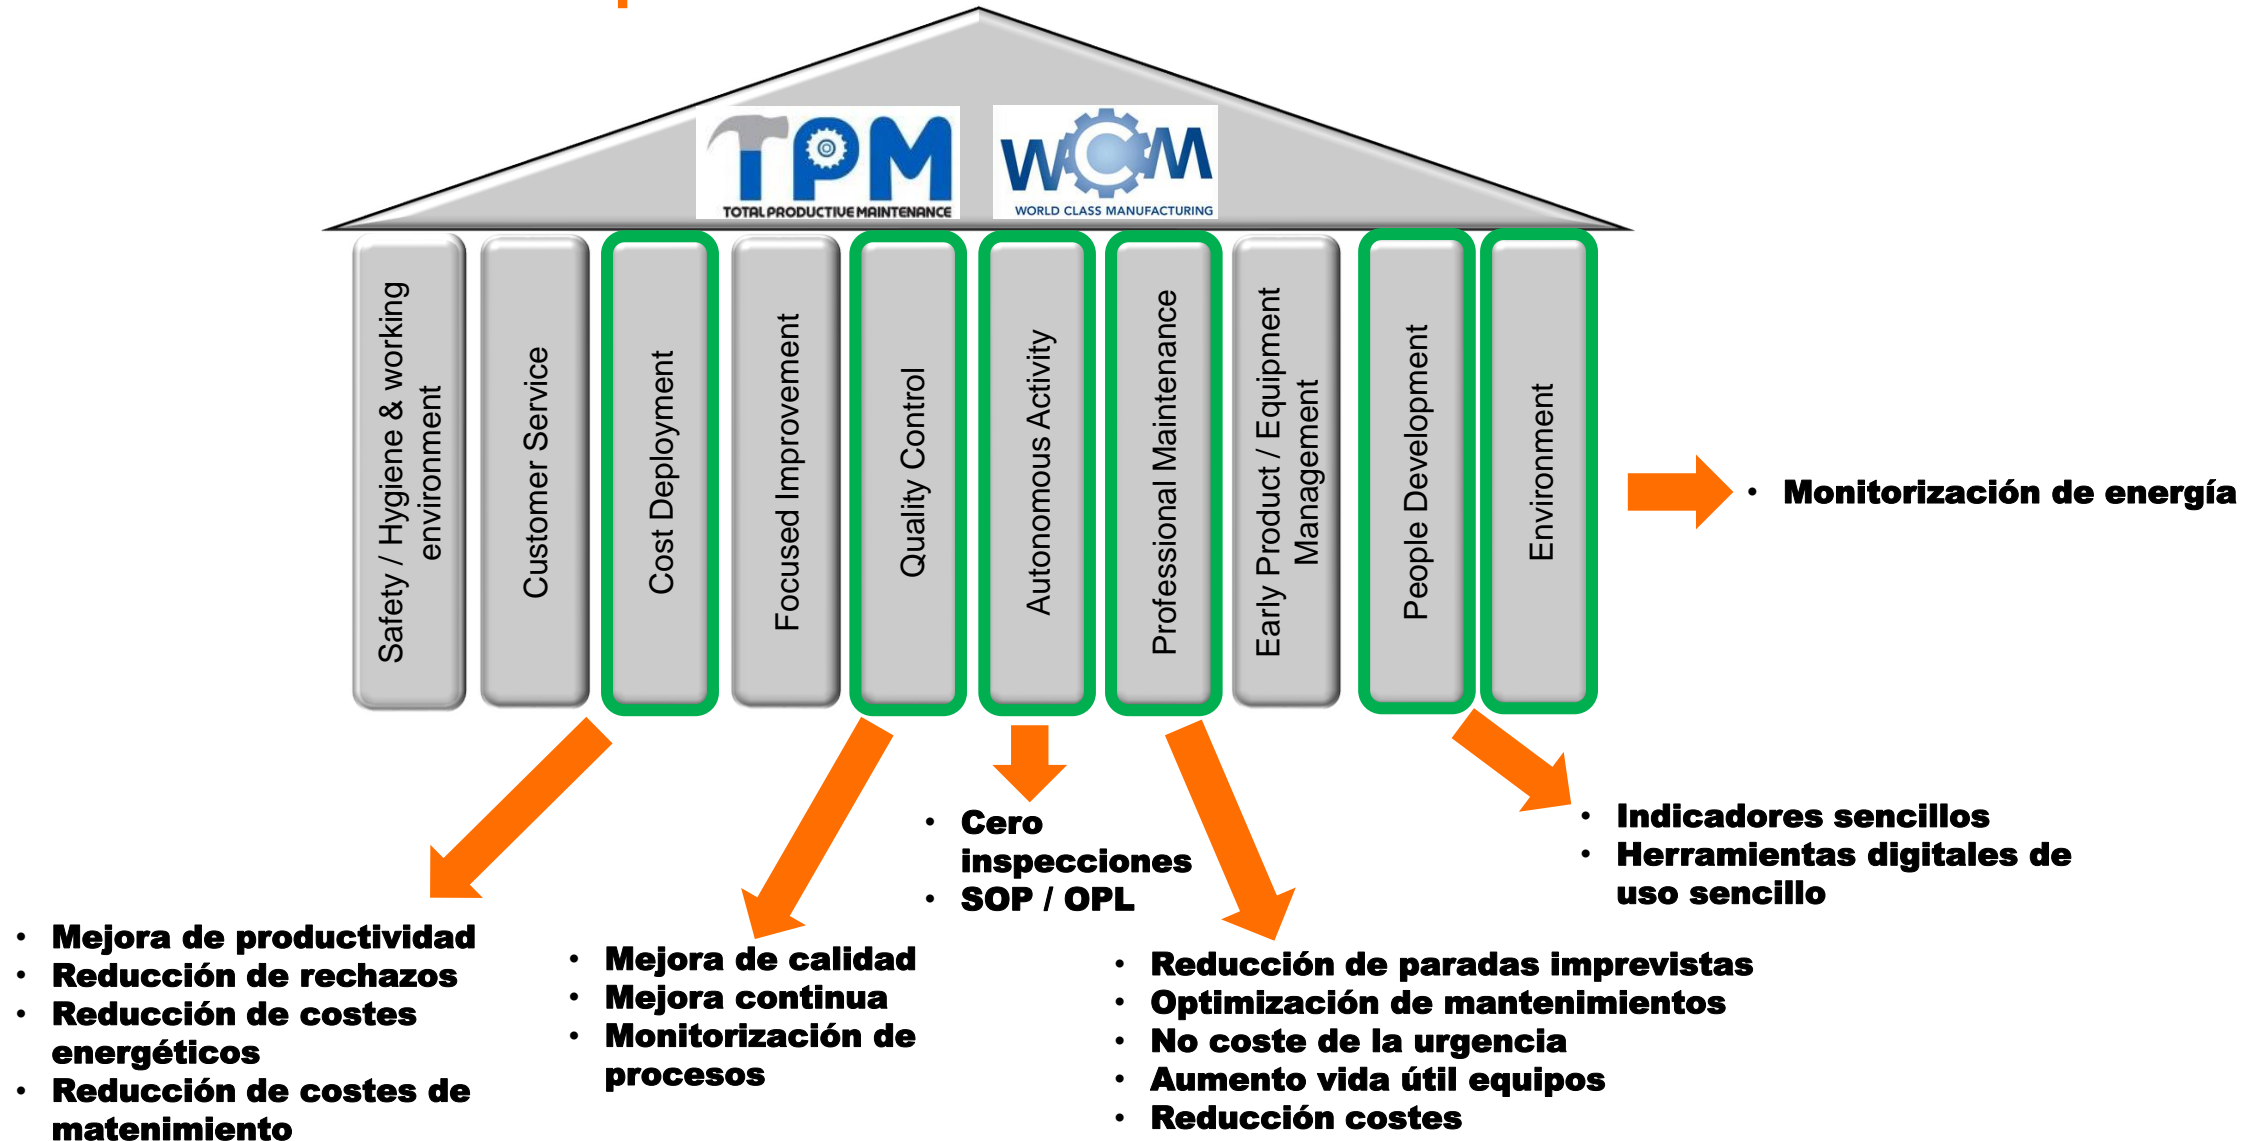 TPM
TOTAL PRODUCTIVE MAINTENANCE
WCM
WORLD CLASS MANUFACTURING
Safety / Hygiene & working
environment
Customer Service
Cost Deployment
Focused Improvement
Quality Control
Autonomous Activity
Professional Maintenance
Early Product / Equipment
Management
People Development
Environment
• Monitorización de energía
• Mejora de productividad
• Reducción de rechazos
• Reducción de costes
energéticos
• Reducción de costes de
matenimiento
• Mejora de calidad
• Mejora continua
• Monitorización de
procesos
• Cero
inspecciones
• SOP / OPL
• Reducción de paradas imprevistas
• Optimización de mantenimientos
• No coste de la urgencia
• Aumento vida útil equipos
• Reducción costes
• Indicadores sencillos
• Herramientas digitales de
uso sencillo